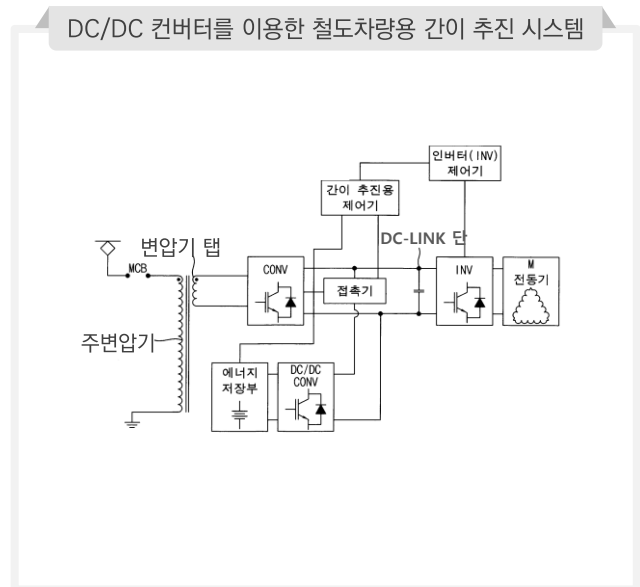 DC/DC 컨버터를 이용한 철도차량용 간이 추진 시스템
인버터(INV)
제어기
간이 추진용
제어기
변압기 탭
DC-LINK 단
MCB
CONV
접촉기
INV
M
전동기
주변압기
에너지
저장부
DC/DC
CONV